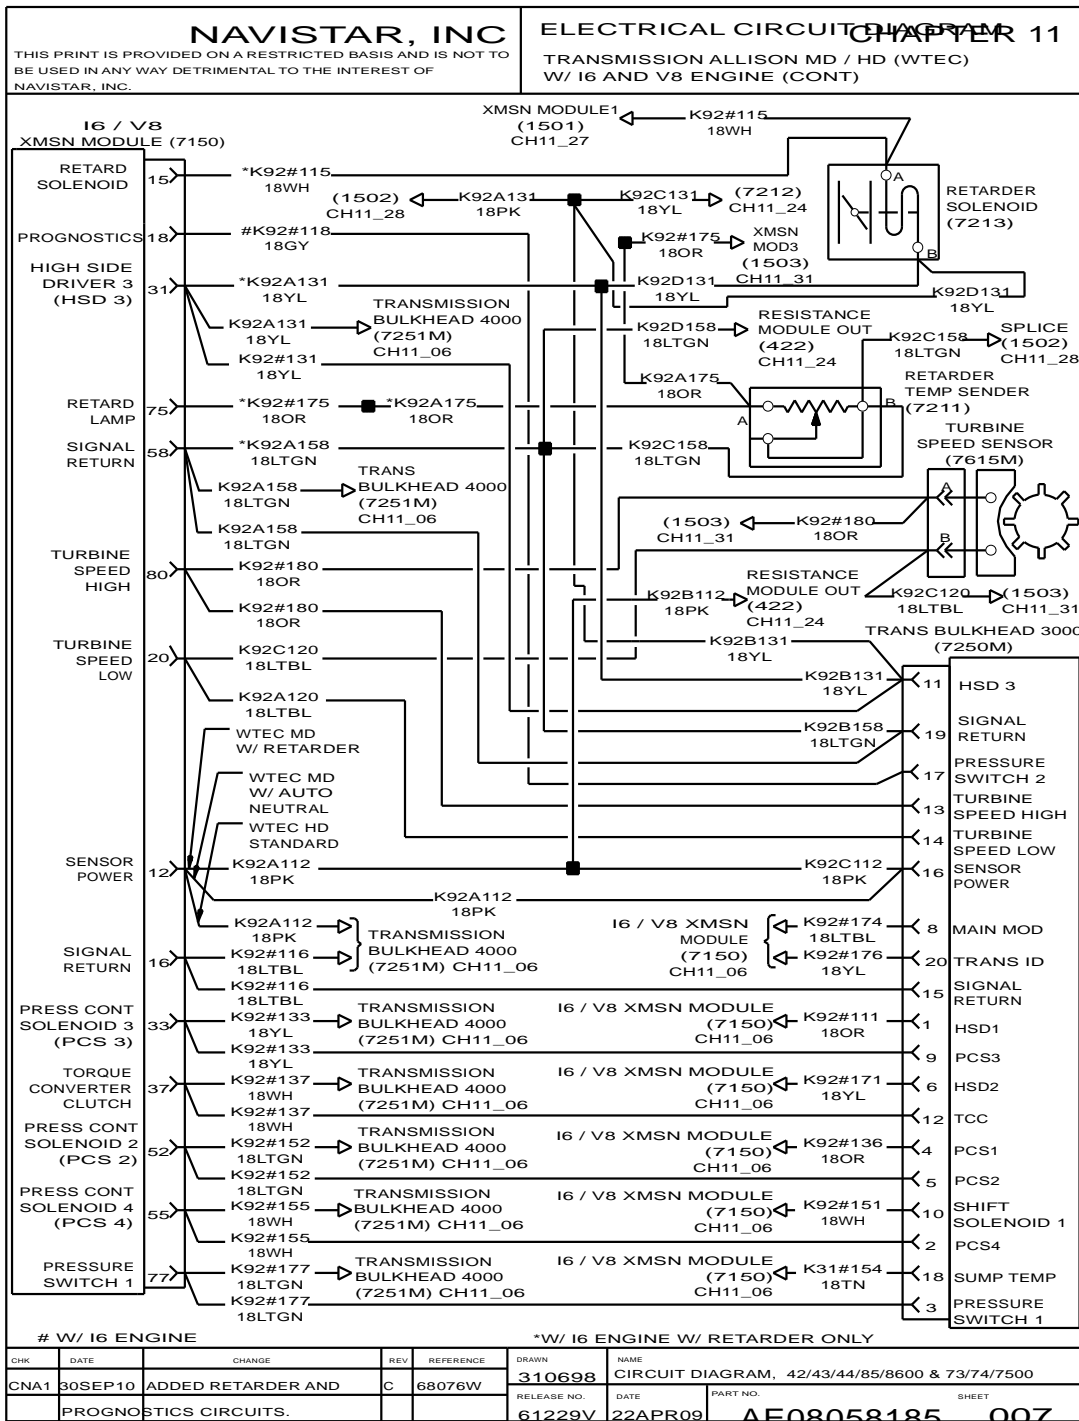 NAVISTAR, INC
THIS PRINT IS PROVIDED ON A RESTRICTED BASIS AND IS NOT TO
BE USED IN ANY WAY DETRIMENTAL TO THE INTEREST OF
NAVISTAR, INC.
ELECTRICAL CIRCUIT DIAGRAM
CHAPTER 11
TRANSMISSION ALLISON MD / HD (WTEC)
W/ I6 AND V8 ENGINE (CONT)
I6 / V8
XMSN MODULE (7150)
XMSN MODULE1
(1501)
CH11_27
K92#115
18WH
RETARD
SOLENOID
15
*K92#115
18WH
A
B
RETARDER
SOLENOID
(7213)
(1502)
CH11_28
K92A131
18PK
K92C131
18YL
(7212)
CH11_24
PROGNOSTICS
18
#K92#118
18GY
K92#175
18OR
XMSN
MOD3
(1503)
CH11_31
HIGH SIDE
DRIVER 3
(HSD 3)
31
*K92A131
18YL
K92D131
18YL
K92D131
18YL
K92A131
18YL
TRANSMISSION
BULKHEAD 4000
(7251M)
CH11_06
K92#131
18YL
K92D158
18LTGN
RESISTANCE
MODULE OUT
(422)
CH11_24
K92C158
18LTGN
SPLICE
(1502)
CH11_28
K92A175
18OR
RETARDER
TEMP SENDER
(7211)
A
B
RETARD
LAMP
75
*K92#175
18OR
*K92A175
18OR
SIGNAL
RETURN
58
*K92A158
18LTGN
K92C158
18LTGN
TURBINE
SPEED SENSOR
(7615M)
A
B
K92A158
18LTGN
TRANS
BULKHEAD 4000
(7251M)
CH11_06
K92A158
18LTGN
(1503)
CH11_31
K92#180
18OR
TURBINE
SPEED
HIGH
80
K92#180
18OR
K92#180
18OR
K92B112
18PK
RESISTANCE
MODULE OUT
(422)
CH11_24
K92C120
18LTBL
(1503)
CH11_31
TURBINE
SPEED
LOW
20
K92C120
18LTBL
K92A120
18LTBL
K92B131
18YL
TRANS BULKHEAD 3000
(7250M)
K92B131
18YL
11
HSD 3
K92B158
18LTGN
19
SIGNAL
RETURN
17
PRESSURE
SWITCH 2
13
TURBINE
SPEED HIGH
14
TURBINE
SPEED LOW
WTEC MD
W/ RETARDER
WTEC MD
W/ AUTO
NEUTRAL
WTEC HD
STANDARD
SENSOR
POWER
12
K92A112
18PK
K92C112
18PK
16
SENSOR
POWER
K92A112
18PK
K92A112
18PK
TRANSMISSION
BULKHEAD 4000
(7251M) CH11_06
I6 / V8 XMSN
MODULE
(7150)
CH11_06
K92#174
18LTBL
8
MAIN MOD
SIGNAL
RETURN
16
K92#116
18LTBL
K92#176
18YL
20
TRANS ID
K92#116
18LTBL
15
SIGNAL
RETURN
PRESS CONT
SOLENOID 3
(PCS 3)
33
K92#133
18YL
TRANSMISSION
BULKHEAD 4000
(7251M) CH11_06
I6 / V8 XMSN MODULE
(7150)
CH11_06
K92#111
18OR
1
HSD1
K92#133
18YL
9
PCS3
TORQUE
CONVERTER
CLUTCH
37
K92#137
18WH
TRANSMISSION
BULKHEAD 4000
(7251M) CH11_06
I6 / V8 XMSN MODULE
(7150)
CH11_06
K92#171
18YL
6
HSD2
K92#137
18WH
12
TCC
PRESS CONT
SOLENOID 2
(PCS 2)
52
K92#152
18LTGN
TRANSMISSION
BULKHEAD 4000
(7251M) CH11_06
I6 / V8 XMSN MODULE
(7150)
CH11_06
K92#136
18OR
4
PCS1
K92#152
18LTGN
5
PCS2
PRESS CONT
SOLENOID 4
(PCS 4)
55
K92#155
18WH
TRANSMISSION
BULKHEAD 4000
(7251M) CH11_06
I6 / V8 XMSN MODULE
(7150)
CH11_06
K92#151
18WH
10
SHIFT
SOLENOID 1
K92#155
18WH
2
PCS4
PRESSURE
SWITCH 1
77
K92#177
18LTGN
TRANSMISSION
BULKHEAD 4000
(7251M) CH11_06
I6 / V8 XMSN MODULE
(7150)
CH11_06
K31#154
18TN
18
SUMP TEMP
K92#177
18LTGN
3
PRESSURE
SWITCH 1
# W/ I6 ENGINE
*W/ I6 ENGINE W/ RETARDER ONLY
CHK DATE CHANGE REV REFERENCE
CNA1 30SEP10 ADDED RETARDER AND C 68076W
PROGNOSTICS CIRCUITS.
DRAWN
310698
NAME
CIRCUIT DIAGRAM, 42/43/44/85/8600 & 73/74/7500
RELEASE NO.
61229V
DATE
22APR09
PART NO.
AE08058185
SHEET
007